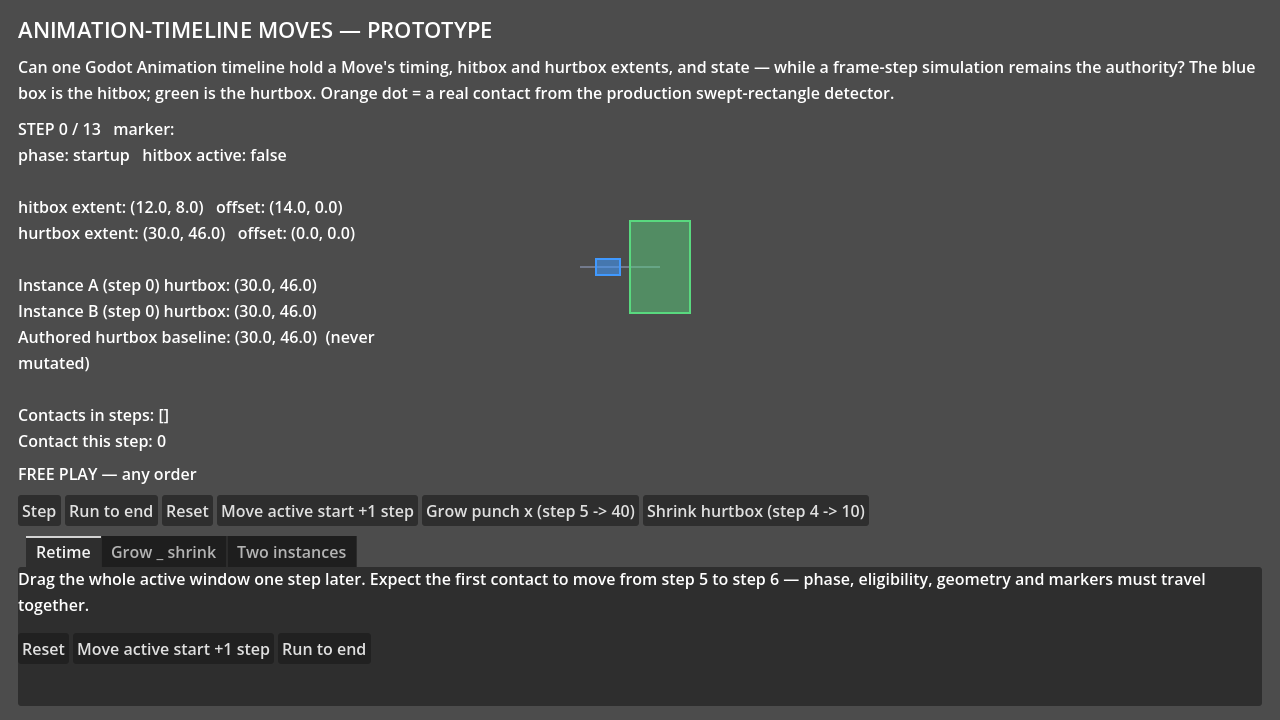 ANIMATION-TIMELINE MOVES — PROTOTYPE
Can one Godot Animation timeline hold a Move's timing, hitbox and hurtbox extents, and state — while a frame-step simulation remains the authority? The blue
box is the hitbox; green is the hurtbox. Orange dot = a real contact from the production swept-rectangle detector.
STEP 0 / 13   marker:
phase: startup   hitbox active: false
hitbox extent: (12.0, 8.0)   offset: (14.0, 0.0)
hurtbox extent: (30.0, 46.0)   offset: (0.0, 0.0)
Instance A (step 0) hurtbox: (30.0, 46.0)
Instance B (step 0) hurtbox: (30.0, 46.0)
Authored hurtbox baseline: (30.0, 46.0)  (never
mutated)
Contacts in steps: []
Contact this step: 0
FREE PLAY — any order
Step  Run to end  Reset  Move active start +1 step  Grow punch x (step 5 -> 40)  Shrink hurtbox (step 4 -> 10)
Retime  Grow _ shrink  Two instances
Drag the whole active window one step later. Expect the first contact to move from step 5 to step 6 — phase, eligibility, geometry and markers must travel
together.
Reset  Move active start +1 step  Run to end